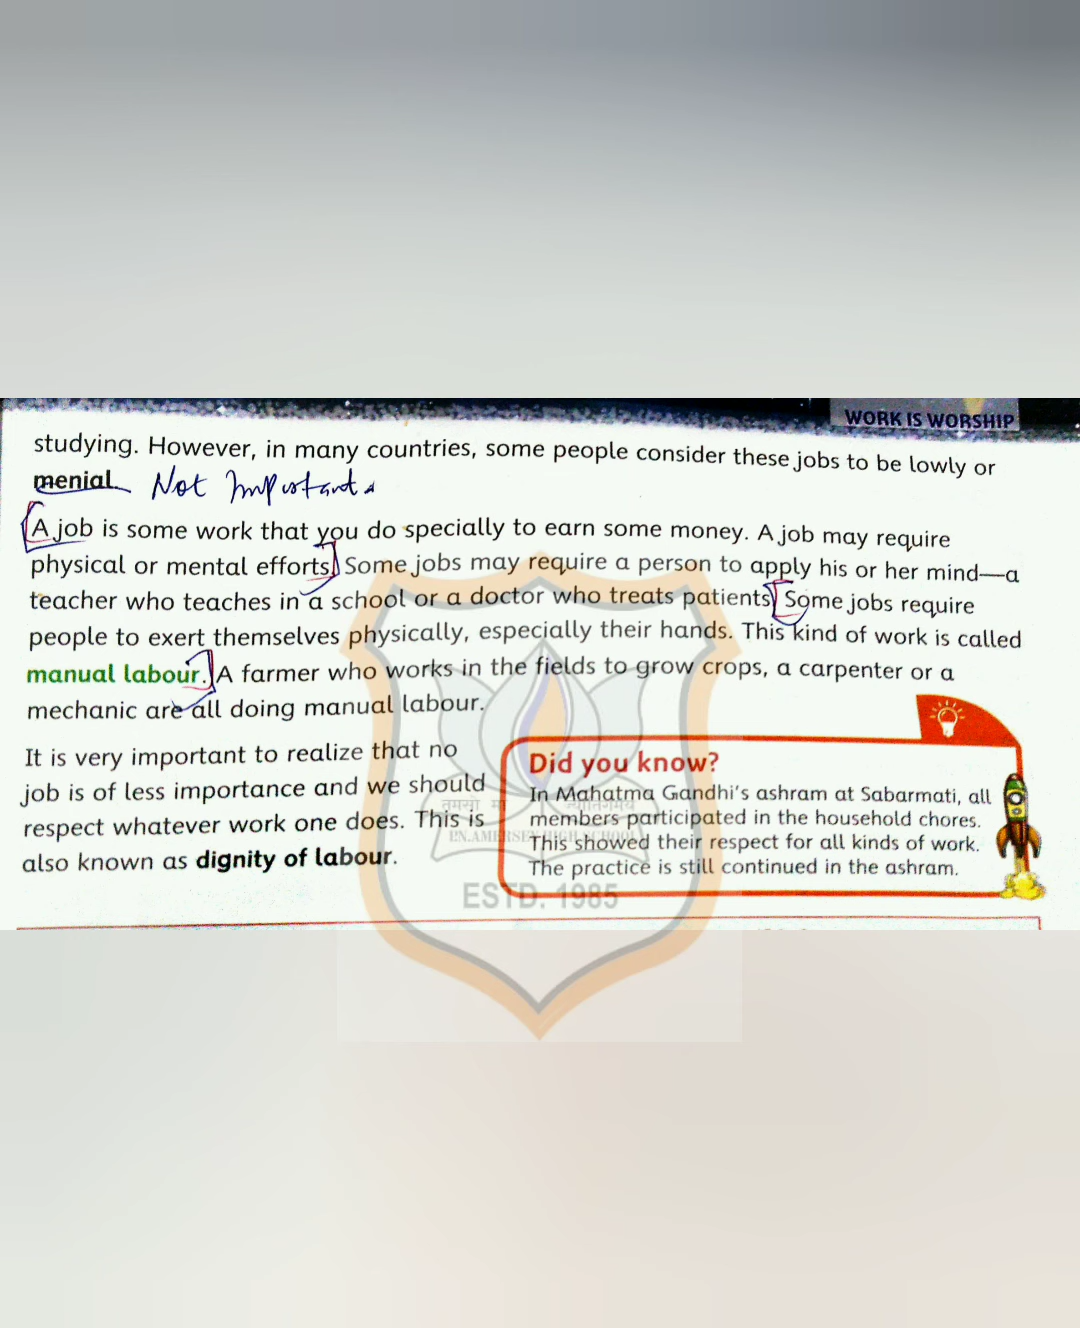 WORK IS WORSHIP
studying. However, in many countries, some people consider these jobs to be lowly or
menial. Not Important.
A job is some work that you do specially to earn some money. A job may require
physical or mental efforts. Some jobs may require a person to apply his or her mind—a
teacher who teaches in a school or a doctor who treats patients. Some jobs require
people to exert themselves physically, especially their hands. This kind of work is called
manual labour. A farmer who works in the fields to grow crops, a carpenter or a
mechanic are all doing manual labour.
It is very important to realize that no
job is of less importance and we should
respect whatever work one does. This is
also known as dignity of labour.
Did you know?
In Mahatma Gandhi's ashram at Sabarmati, all
members participated in the household chores.
This showed their respect for all kinds of work.
The practice is still continued in the ashram.
तमसो मा ज्योतिर्गमय
P.N.AMERSEY HIGH SCHOOL
ESTD. 1985